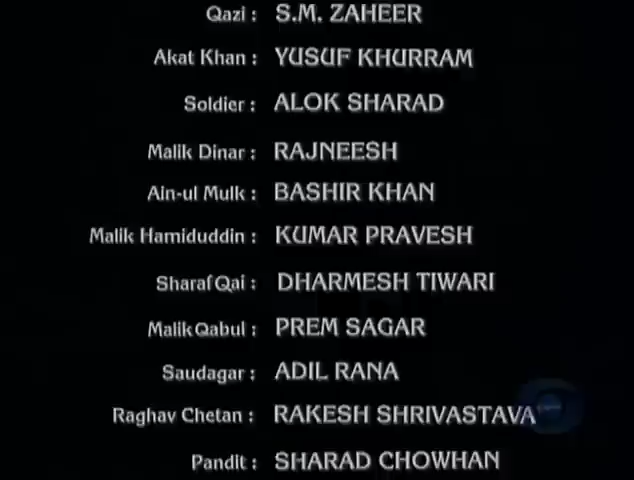 Qazi : S.M. ZAHEER
Akat Khan : YUSUF KHURRAM
Soldier : ALOK SHARAD
Malik Dinar : RAJNEESH
Ain-ul Mulk : BASHIR KHAN
Malik Hamiduddin : KUMAR PRAVESH
Sharaf Qai : DHARMESH TIWARI
Malik Qabul : PREM SAGAR
Saudagar : ADIL RANA
Raghav Chetan : RAKESH SHRIVASTAVA
Pandit : SHARAD CHOWHAN